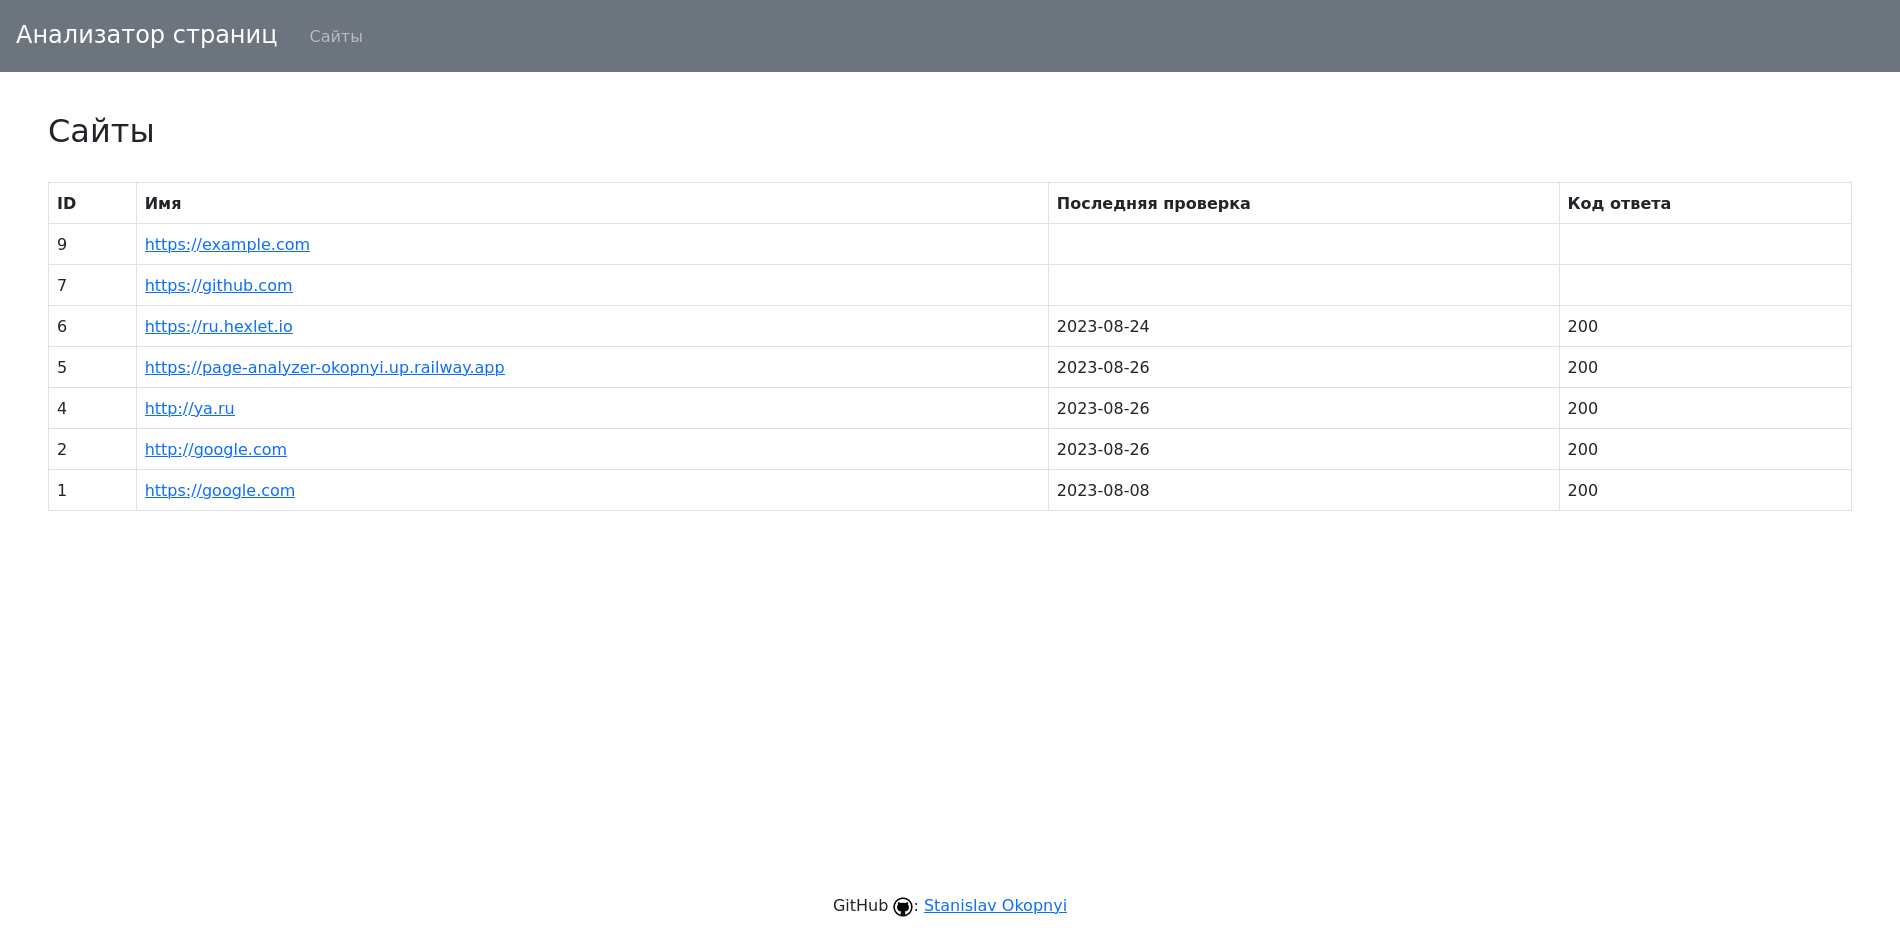 Анализатор страниц Сайты
Сайты
ID Имя Последняя проверка Код ответа
9 https://example.com
7 https://github.com
6 https://ru.hexlet.io 2023-08-24 200
5 https://page-analyzer-okopnyi.up.railway.app 2023-08-26 200
4 http://ya.ru 2023-08-26 200
2 http://google.com 2023-08-26 200
1 https://google.com 2023-08-08 200
GitHub : Stanislav Okopnyi